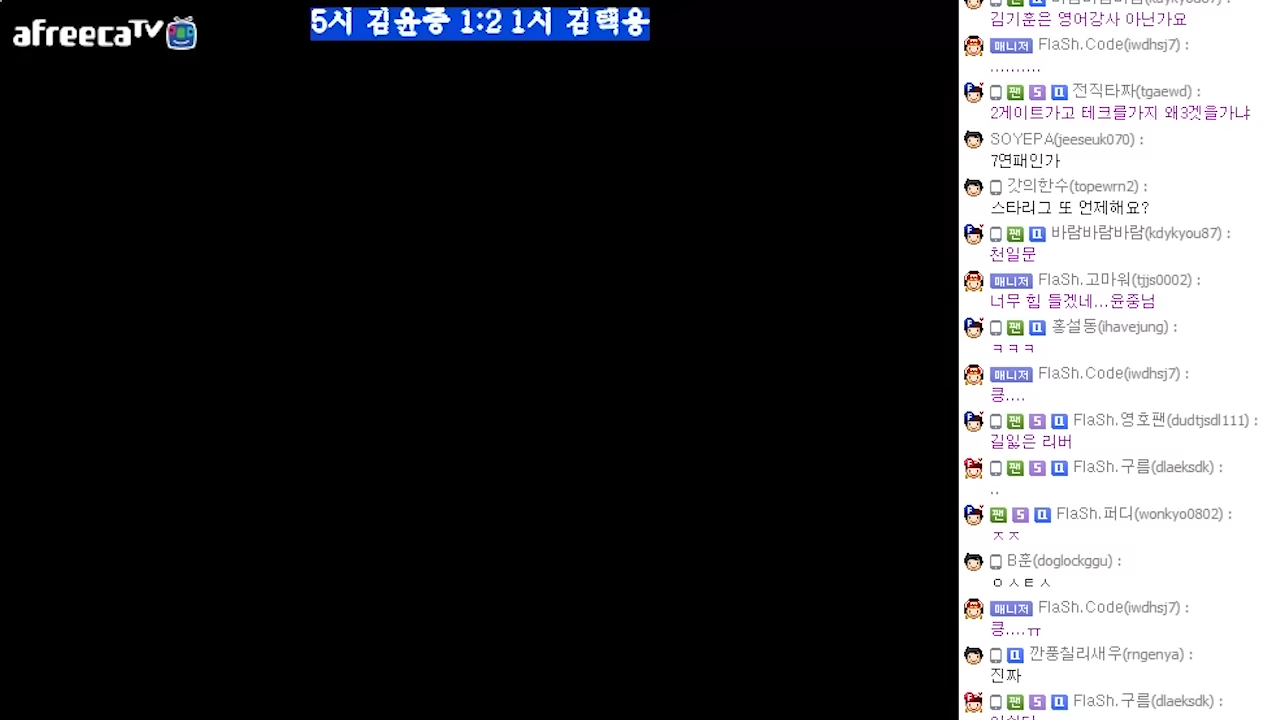 afreecaTV
5시 김윤중 1:2 1시 김택용
김기훈은 영어강사 아닌가요
매니저 FlaSh.Code(iwdhsj7) :
..........
팬 5 전직타짜(tgaewd) :
2게이트가고 테크를가지 왜3겟을가냐
SOYEPA(jeeseuk070) :
7연패인가
갓의한수(topewrn2) :
스타리그 또 언제해요?
팬 바람바람바람(kdykyou87) :
천일문
매니저 FlaSh.고마워(tjjs0002) :
너무 힘 들겠네...윤중님
팬 홍설동(ihavejung) :
ㅋㅋㅋ
매니저 FlaSh.Code(iwdhsj7) :
킁....
팬 5 FlaSh.영호팬(dudtjsdl111) :
길잃은 리버
팬 5 FlaSh.구름(dlaeksdk) :
..
팬 5 FlaSh.퍼디(wonkyo0802) :
ㅈㅈ
B훈(doglockggu) :
ㅇㅅㅌㅅ
매니저 FlaSh.Code(iwdhsj7) :
킁....ㅠ
깐풍칠리새우(rngenya) :
진짜
팬 5 FlaSh.구름(dlaeksdk) :